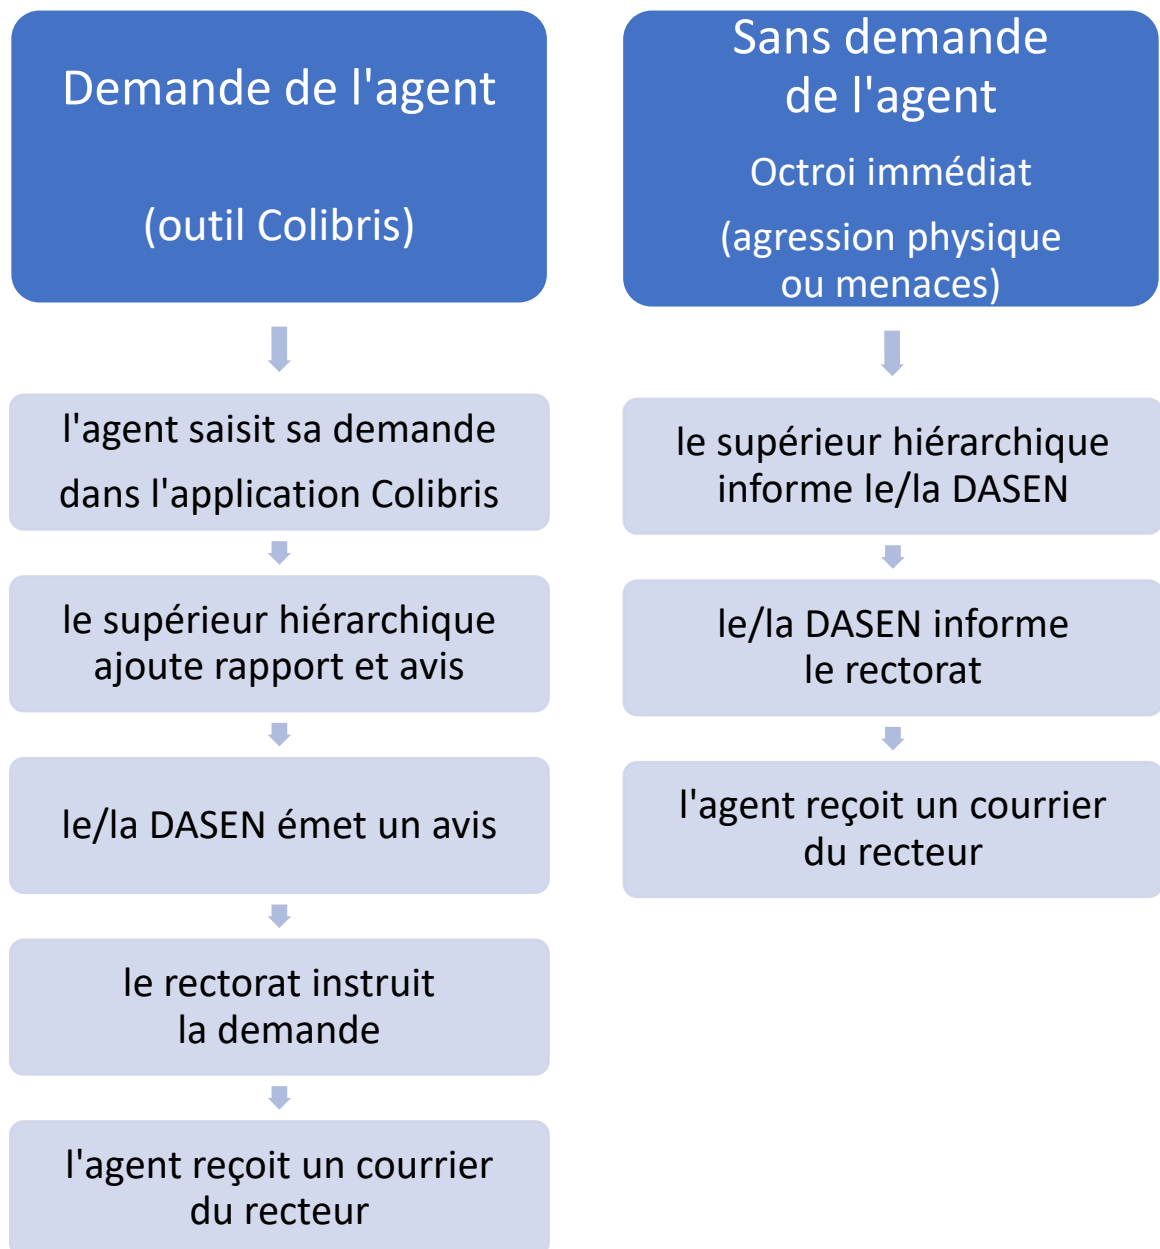 Demande de l'agent
(outil Colibris)
l'agent saisit sa demande
dans l'application Colibris
le supérieur hiérarchique
ajoute rapport et avis
le/la DASEN émet un avis
le rectorat instruit
la demande
l'agent reçoit un courrier
du recteur
Sans demande
de l'agent
Octroi immédiat
(agression physique
ou menaces)
le supérieur hiérarchique
informe le/la DASEN
le/la DASEN informe
le rectorat
l'agent reçoit un courrier
du recteur